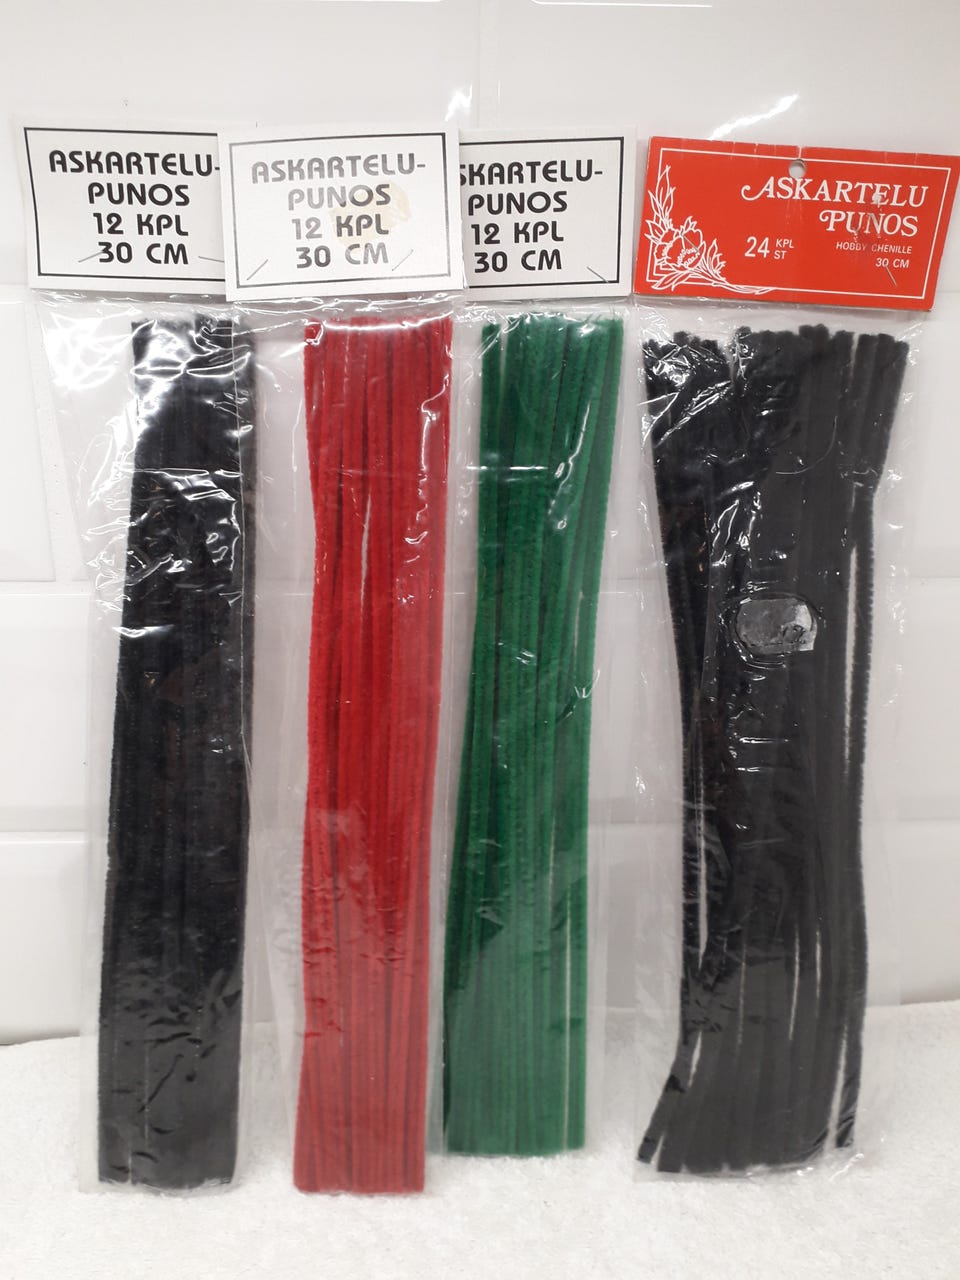 ASKARTELU-
PUNOS
12 KPL
30 CM
ASKARTELU-
PUNOS
12 KPL
30 CM
SKARTELU-
PUNOS
12 KPL
30 CM
ASKARTELU
PUNOS
24 KPL
ST
HOBBY CHENILLE
30 CM